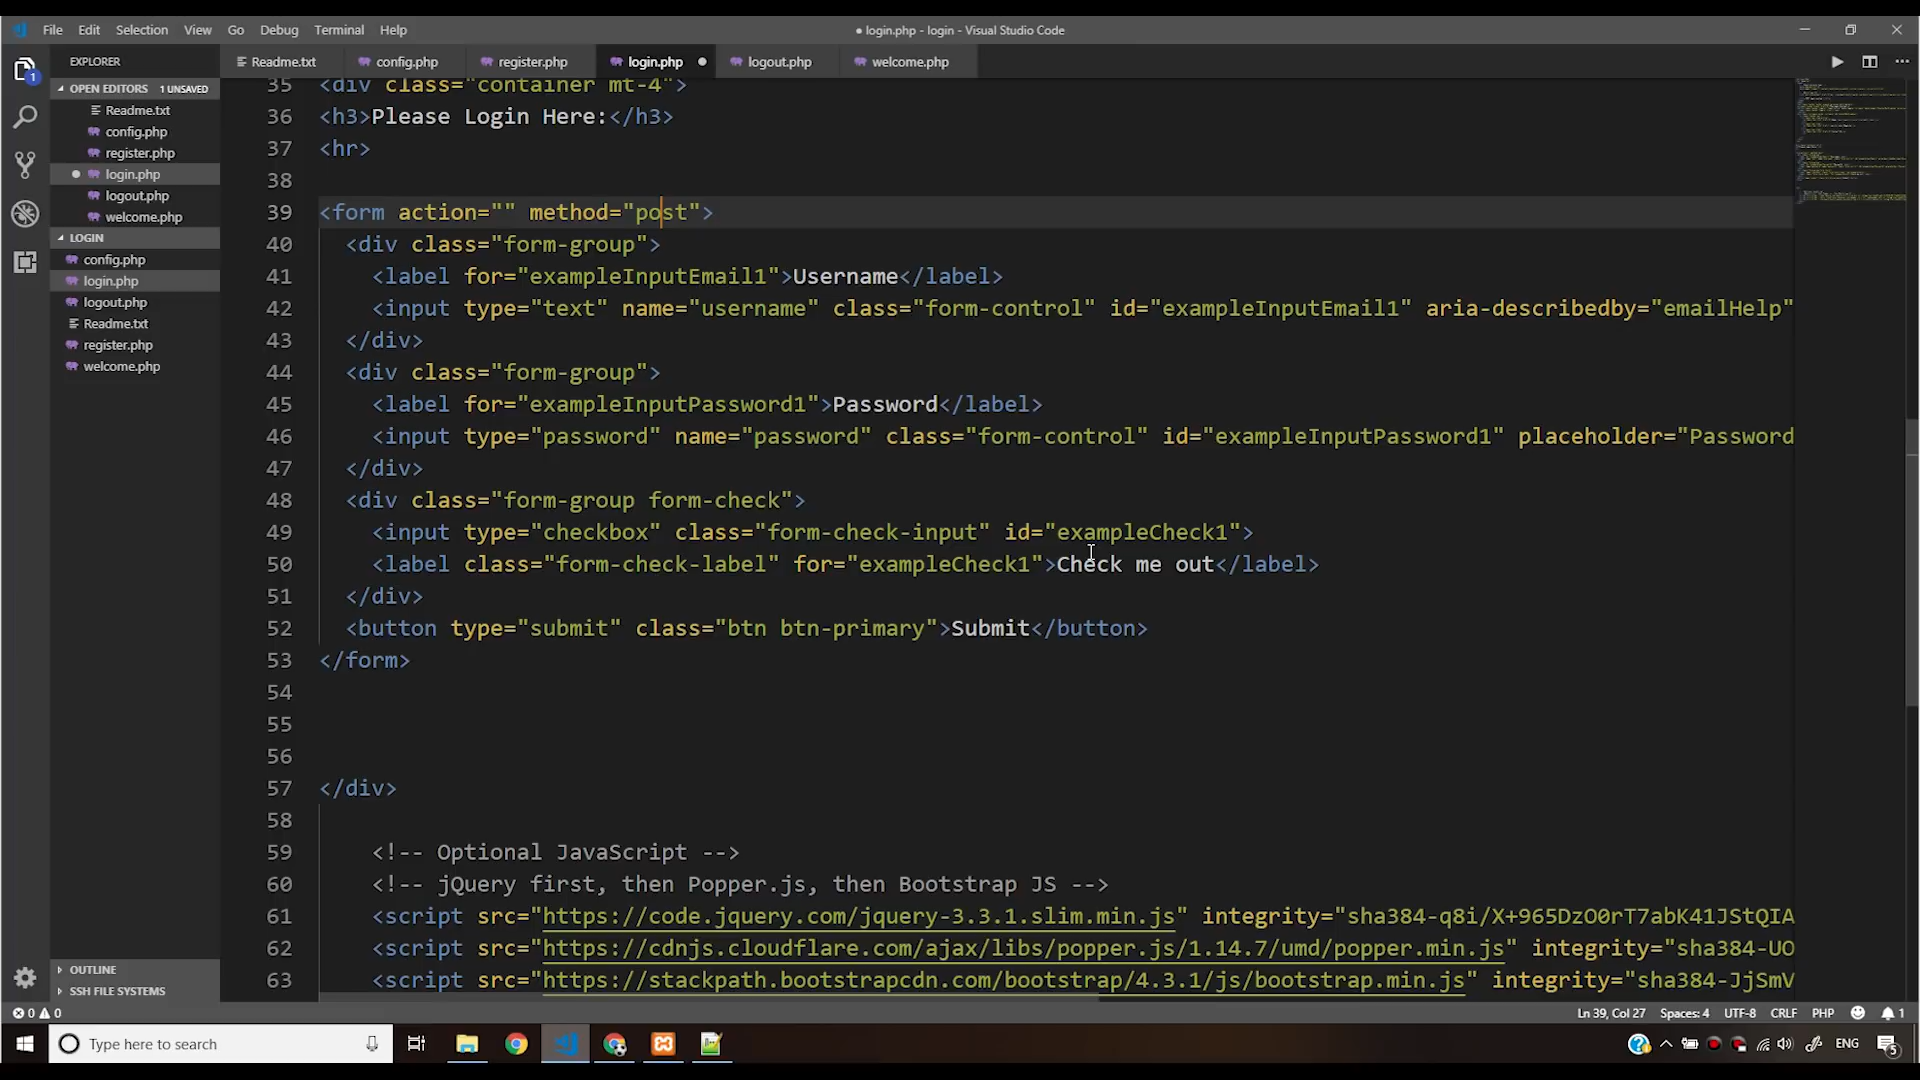 File Edit Selection View Go Debug Terminal Help
● login.php - login - Visual Studio Code
EXPLORER
Readme.txt config.php register.php login.php logout.php welcome.php
OPEN EDITORS 1 UNSAVED
Readme.txt
config.php
register.php
login.php
logout.php
welcome.php
LOGIN
config.php
login.php
logout.php
Readme.txt
register.php
welcome.php
OUTLINE
SSH FILE SYSTEMS
35 <div class="container mt-4">
36 <h3>Please Login Here:</h3>
37 <hr>
38
39 <form action="" method="post">
40 <div class="form-group">
41 <label for="exampleInputEmail1">Username</label>
42 <input type="text" name="username" class="form-control" id="exampleInputEmail1" aria-describedby="emailHelp"
43 </div>
44 <div class="form-group">
45 <label for="exampleInputPassword1">Password</label>
46 <input type="password" name="password" class="form-control" id="exampleInputPassword1" placeholder="Password
47 </div>
48 <div class="form-group form-check">
49 <input type="checkbox" class="form-check-input" id="exampleCheck1">
50 <label class="form-check-label" for="exampleCheck1">Check me out</label>
51 </div>
52 <button type="submit" class="btn btn-primary">Submit</button>
53 </form>
54
55
56
57 </div>
58
59 <!-- Optional JavaScript -->
60 <!-- jQuery first, then Popper.js, then Bootstrap JS -->
61 <script src="https://code.jquery.com/jquery-3.3.1.slim.min.js" integrity="sha384-q8i/X+965DzO0rT7abK41JStQIA
62 <script src="https://cdnjs.cloudflare.com/ajax/libs/popper.js/1.14.7/umd/popper.min.js" integrity="sha384-UO
63 <script src="https://stackpath.bootstrapcdn.com/bootstrap/4.3.1/js/bootstrap.min.js" integrity="sha384-JjSmV
0 0 Ln 39, Col 27 Spaces: 4 UTF-8 CRLF PHP 1
Type here to search
ENG
5